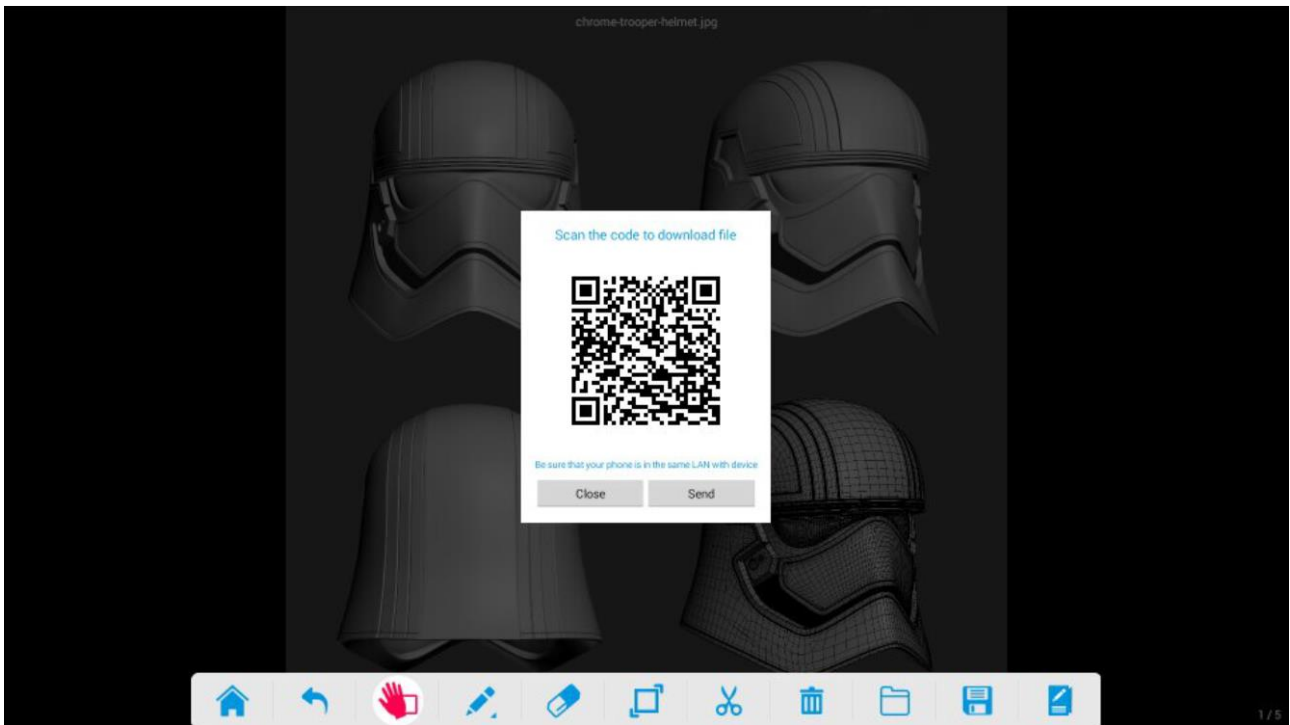 chrome-trooper-helmet.jpg
Scan the code to download file
Be sure that your phone is in the same LAN with device
Close Send
1/5